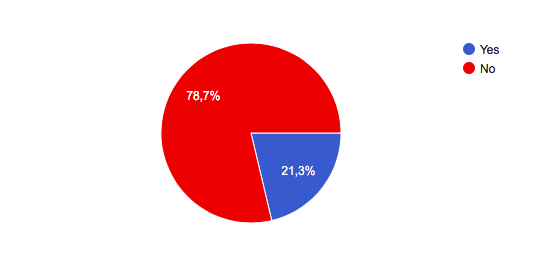 Yes
No
78,7%
21,3%